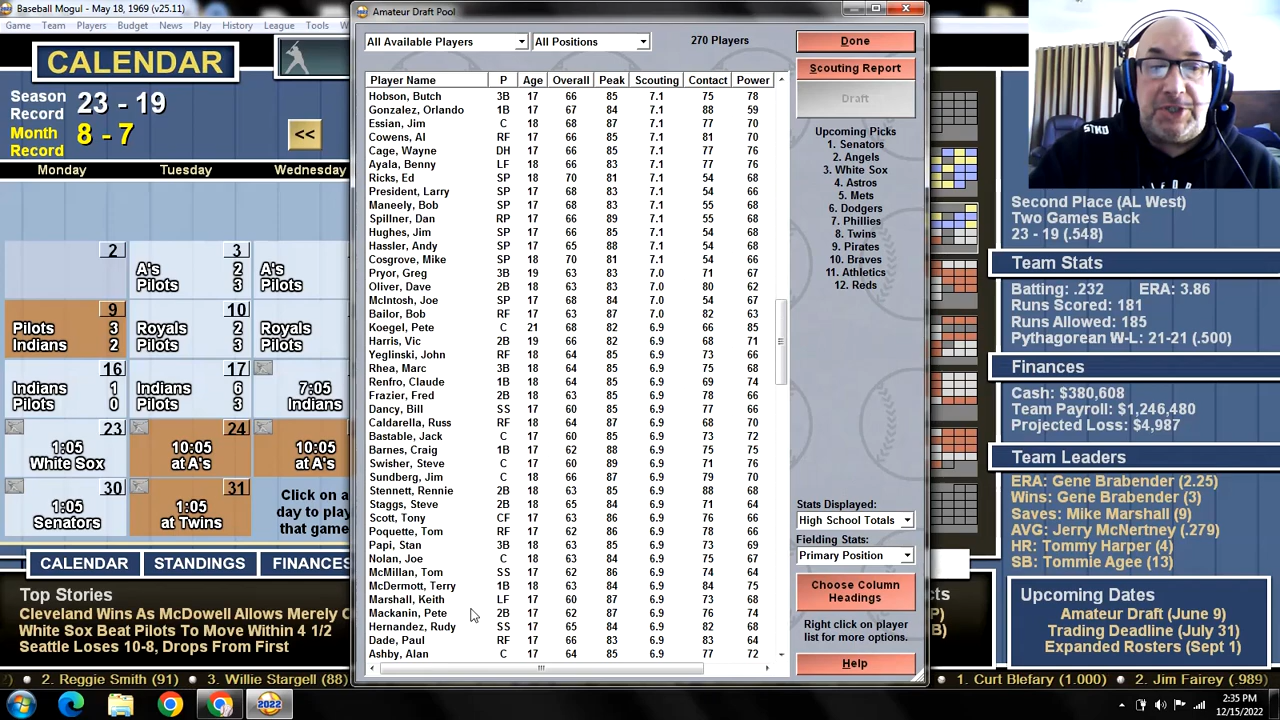 Baseball Mogul - May 18, 1969 (v25.11)
Game Team Players Budget News Play History League Tools
CALENDAR
Season Record 23 - 19
Month Record 8 - 7
<<
Monday Tuesday Wednesday
2 3
A's 2 A's
Pilots 3 Pilots
9 10
Pilots 3 Royals 2 Royals
Indians 2 Pilots 3 Pilots
16 17
Indians 1 Indians 6 7:05
Pilots 0 Pilots 3 Indians
23 24
1:05 10:05 10:05
White Sox at A's at A's
30 31
1:05 1:05 Click on a
Senators at Twins day to play
that game
CALENDAR STANDINGS FINANCES
Top Stories
Cleveland Wins As McDowell Allows Merely
White Sox Beat Pilots To Move Within 4 1/2
Seattle Loses 10-8, Drops From First
2. Reggie Smith (91) 3. Willie Stargell (88)
Amateur Draft Pool
All Available Players All Positions 270 Players
Player Name P Age Overall Peak Scouting Contact Power
Hobson, Butch 3B 17 66 85 7.1 75 78
Gonzalez, Orlando 1B 17 67 84 7.1 88 59
Essian, Jim C 18 68 87 7.1 77 70
Cowens, Al RF 17 66 85 7.1 81 70
Cage, Wayne DH 17 66 85 7.1 77 76
Ayala, Benny LF 18 66 84 7.1 77 76
Ricks, Ed SP 18 70 81 7.1 54 68
President, Larry SP 17 68 83 7.1 54 66
Maneely, Bob SP 17 68 83 7.1 55 68
Spillner, Dan RP 17 66 89 7.1 55 68
Hughes, Jim SP 17 66 85 7.1 54 68
Hassler, Andy SP 17 65 88 7.1 54 68
Cosgrove, Mike SP 18 70 81 7.1 54 68
Pryor, Greg 3B 19 63 83 7.0 71 67
Oliver, Dave 2B 18 63 83 7.0 80 62
McIntosh, Joe SP 17 68 84 7.0 54 67
Bailor, Bob RF 17 63 87 7.0 82 63
Koegel, Pete C 21 68 82 6.9 66 85
Harris, Vic 2B 19 66 82 6.9 68 71
Yeglinski, John RF 18 64 85 6.9 73 66
Rhea, Marc 3B 18 64 85 6.9 75 68
Renfro, Claude 1B 18 64 85 6.9 69 74
Frazier, Fred 2B 18 64 85 6.9 78 66
Dancy, Bill SS 17 60 85 6.9 77 66
Caldarella, Russ RF 18 64 87 6.9 68 70
Bastable, Jack C 17 60 85 6.9 73 72
Barnes, Craig 1B 17 62 88 6.9 75 75
Swisher, Steve C 17 60 89 6.9 71 76
Sundberg, Jim C 18 66 87 6.9 79 70
Stennett, Rennie 2B 18 63 85 6.9 88 68
Staggs, Steve 2B 18 65 85 6.9 71 64
Scott, Tony CF 17 63 86 6.9 76 66
Poquette, Tom RF 17 62 86 6.9 78 66
Papi, Stan 3B 18 63 85 6.9 73 69
Nolan, Joe C 18 63 84 6.9 75 67
McMillan, Tom SS 17 62 86 6.9 74 64
McDermott, Terry 1B 18 63 84 6.9 84 75
Marshall, Keith LF 17 60 87 6.9 73 68
Mackanin, Pete 2B 17 62 87 6.9 76 74
Hernandez, Rudy SS 17 65 84 6.9 82 68
Dade, Paul RF 17 66 83 6.9 83 64
Ashby, Alan C 17 64 85 6.9 77 72
Done
Scouting Report
Draft
Upcoming Picks
1. Senators
2. Angels
3. White Sox
4. Astros
5. Mets
6. Dodgers
7. Phillies
8. Twins
9. Pirates
10. Braves
11. Athletics
12. Reds
Stats Displayed:
High School Totals
Fielding Stats:
Primary Position
Choose Column
Headings
Right click on player
list for more options.
Help
Second Place (AL West)
Two Games Back
23 - 19 (.548)
Team Stats
Batting: .232 ERA: 3.86
Runs Scored: 181
Runs Allowed: 185
Pythagorean W-L: 21-21 (.500)
Finances
Cash: $380,608
Team Payroll: $1,246,480
Projected Loss: $4,987
Team Leaders
ERA: Gene Brabender (2.25)
Wins: Gene Brabender (3)
Saves: Mike Marshall (9)
AVG: Jerry McNertney (.279)
HR: Tommy Harper (4)
SB: Tommie Agee (13)
Upcoming Dates
Amateur Draft (June 9)
Trading Deadline (July 31)
Expanded Rosters (Sept 1)
1. Curt Blefary (1.000) 2. Jim Fairey (.989)
2022
2:35 PM
12/15/2022